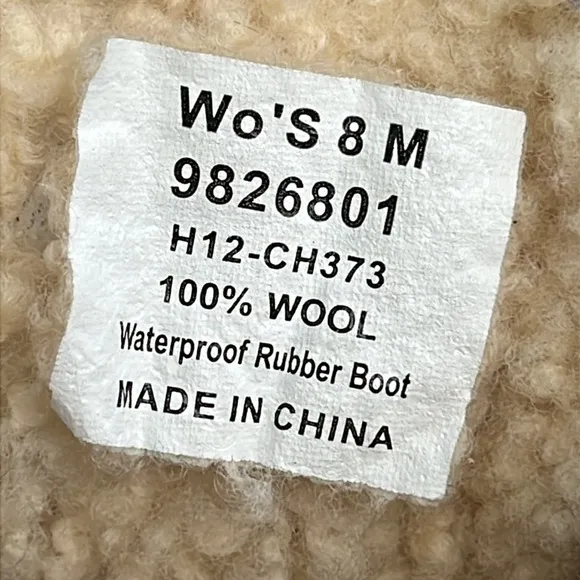 Wo'S 8 M
9826801
H12-CH373
100% WOOL
Waterproof Rubber Boot
MADE IN CHINA